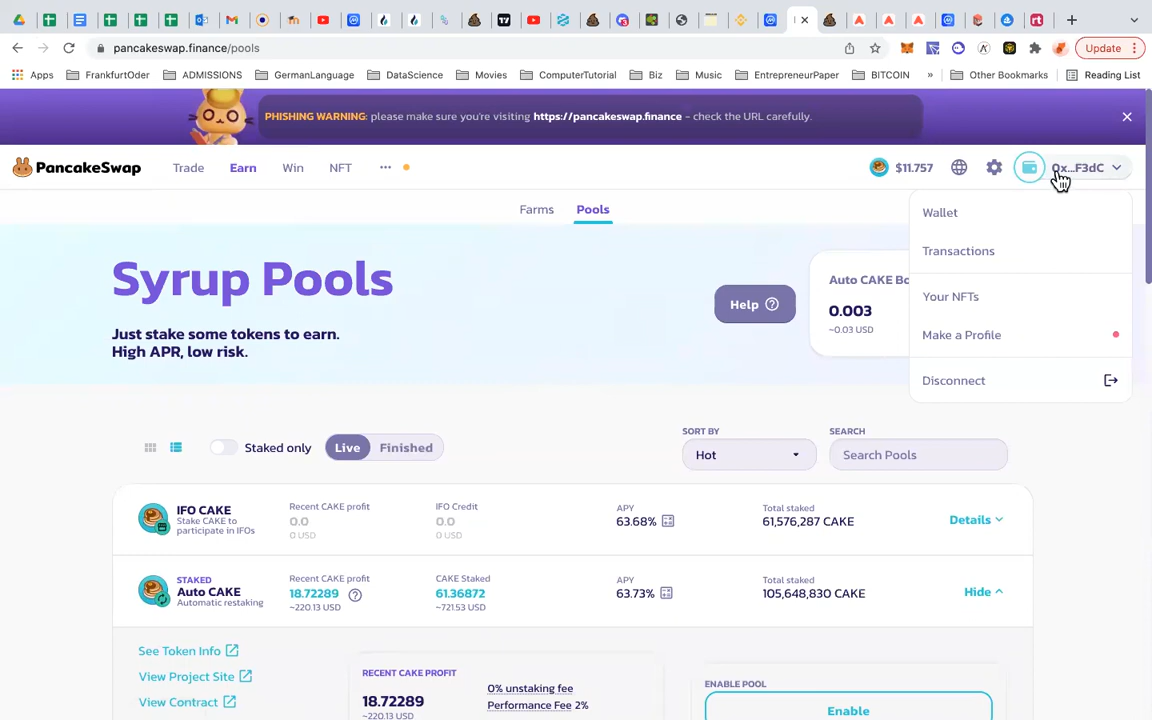 pancakeswap.finance/pools
Update
Apps
FrankfurtOder
ADMISSIONS
GermanLanguage
DataScience
Movies
ComputerTutorial
Biz
Music
EntrepreneurPaper
BITCOIN
»
Other Bookmarks
Reading List
PHISHING WARNING: please make sure you're visiting https://pancakeswap.finance - check the URL carefully.
PancakeSwap
Trade
Earn
Win
NFT
$11.757
0x...F3dC
Farms
Pools
Wallet
Transactions
Your NFTs
Make a Profile
Disconnect
Syrup Pools
Just stake some tokens to earn.
High APR, low risk.
Help
Auto CAKE Bo
0.003
~0.03 USD
Staked only
Live
Finished
SORT BY
Hot
SEARCH
Search Pools
IFO CAKE
Stake CAKE to
participate in IFOs
Recent CAKE profit
0.0
0 USD
IFO Credit
0.0
0 USD
APY
63.68%
Total staked
61,576,287 CAKE
Details
STAKED
Auto CAKE
Automatic restaking
Recent CAKE profit
18.72289
~220.13 USD
CAKE Staked
61.36872
~721.53 USD
APY
63.73%
Total staked
105,648,830 CAKE
Hide
See Token Info
View Project Site
View Contract
RECENT CAKE PROFIT
18.72289
~220.13 USD
0% unstaking fee
Performance Fee 2%
ENABLE POOL
Enable